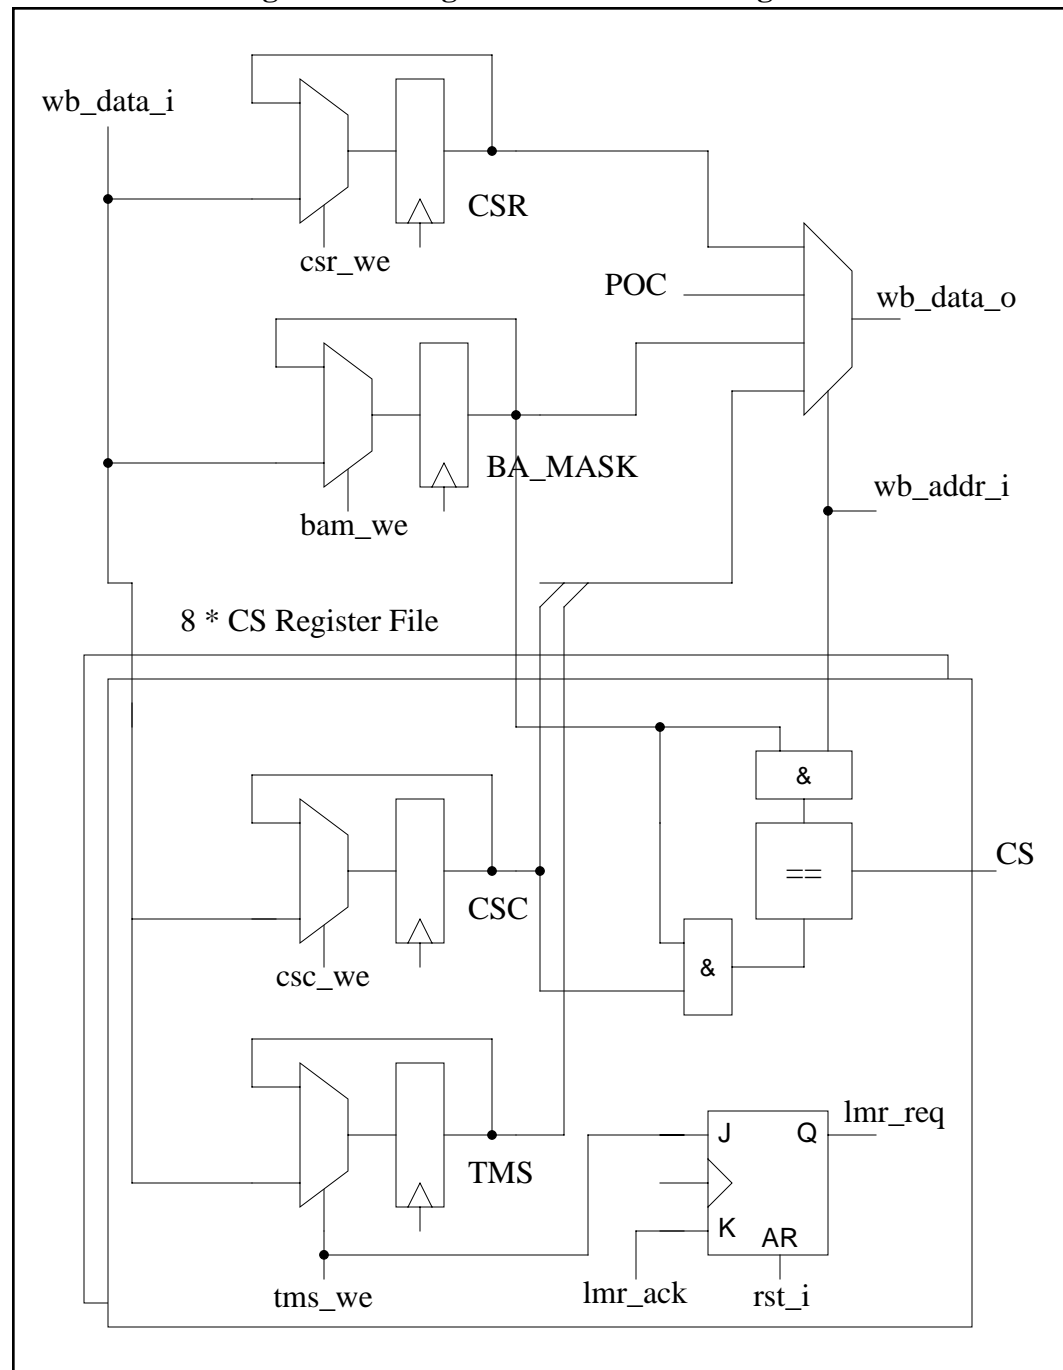 wb_data_i
CSR
csr_we
POC
wb_data_o
BA_MASK
wb_addr_i
bam_we
8 * CS Register File
&
==
CS
CSC
&
csc_we
lmr_req
J
Q
TMS
K
AR
tms_we
lmr_ack
rst_i